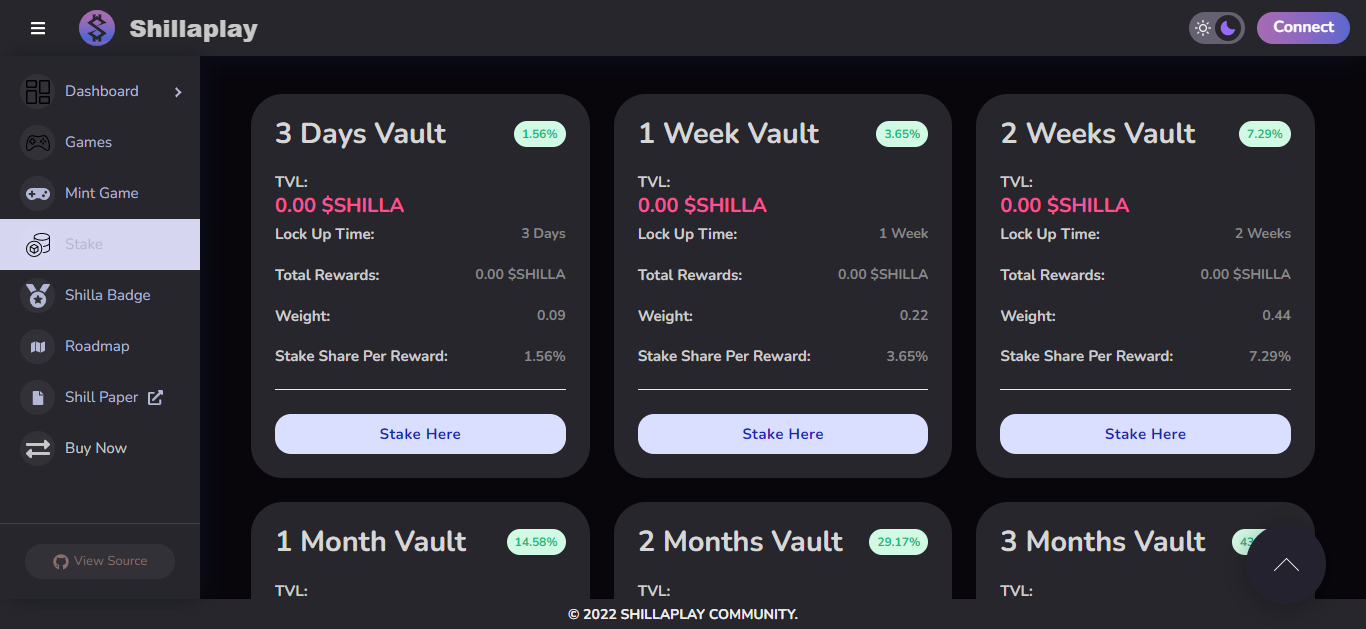 Shillaplay
Connect
Dashboard
Games
Mint Game
Stake
Shilla Badge
Roadmap
Shill Paper
Buy Now
View Source
3 Days Vault 1.56%
TVL:
0.00 $SHILLA
Lock Up Time: 3 Days
Total Rewards: 0.00 $SHILLA
Weight: 0.09
Stake Share Per Reward: 1.56%
Stake Here
1 Week Vault 3.65%
TVL:
0.00 $SHILLA
Lock Up Time: 1 Week
Total Rewards: 0.00 $SHILLA
Weight: 0.22
Stake Share Per Reward: 3.65%
Stake Here
2 Weeks Vault 7.29%
TVL:
0.00 $SHILLA
Lock Up Time: 2 Weeks
Total Rewards: 0.00 $SHILLA
Weight: 0.44
Stake Share Per Reward: 7.29%
Stake Here
1 Month Vault 14.58%
TVL:
2 Months Vault 29.17%
TVL:
3 Months Vault
TVL:
© 2022 SHILLAPLAY COMMUNITY.